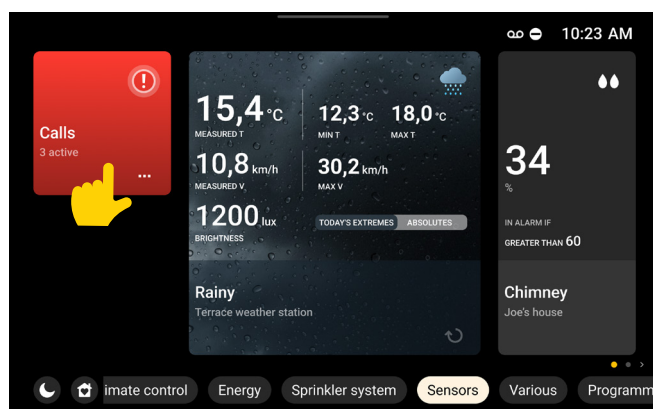 10:23 AM
Calls
3 active
15,4 °C
MEASURED T
12,3 °C
MIN T
18,0 °C
MAX T
10,8 km/h
MEASURED V
30,2 km/h
MAX V
1200 lux
BRIGHTNESS
TODAY'S EXTREMES ABSOLUTES
Rainy
Terrace weather station
34
%
IN ALARM IF
GREATER THAN 60
Chimney
Joe's house
imate control Energy Sprinkler system Sensors Various Programm